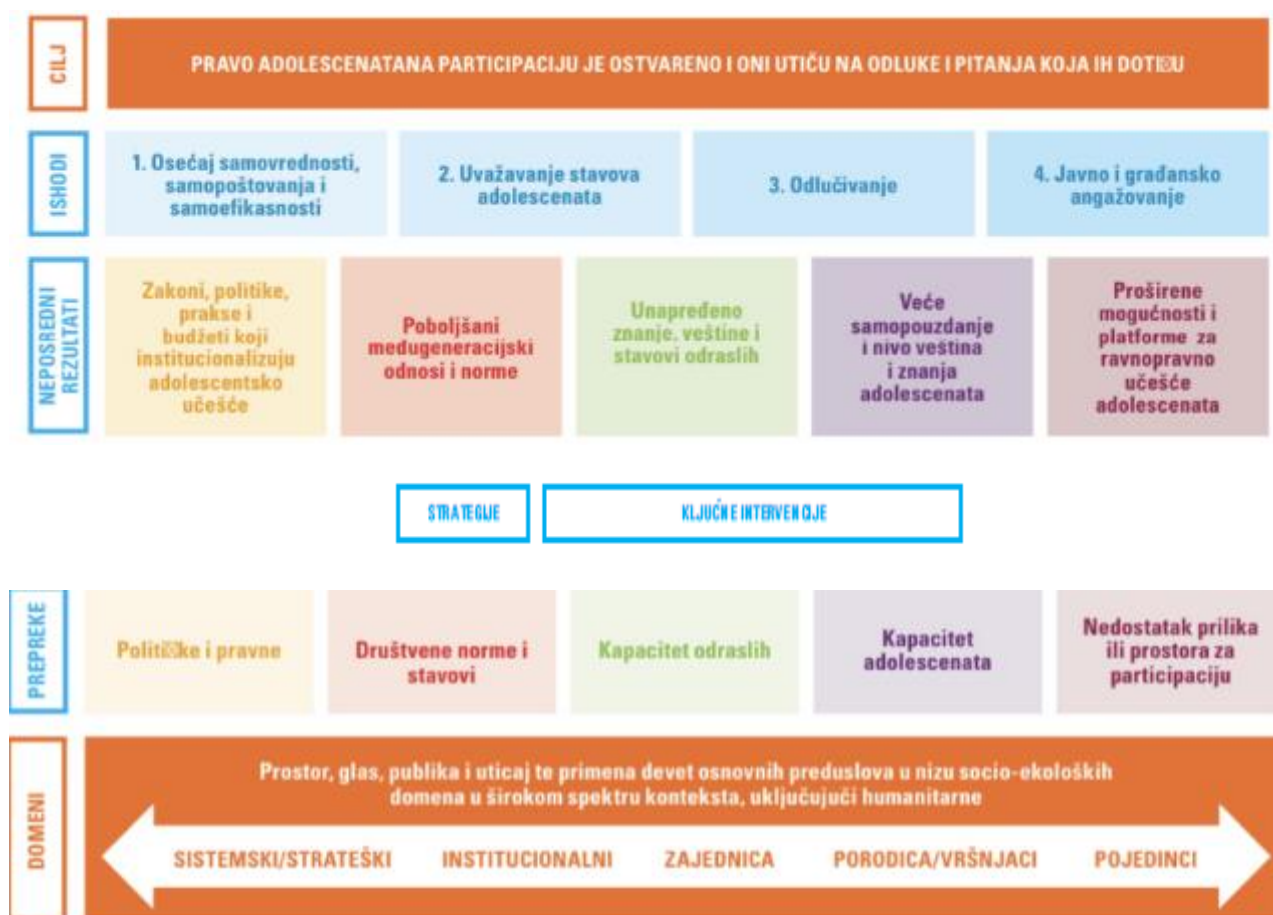 CILJ
PRAVO ADOLESCENATANA PARTICIPACIJU JE OSTVARENO I ONI UTIČU NA ODLUKE I PITANJA KOJA IH DOTI☒U
ISHODI
1. Osećaj samovrednosti,
samopoštovanja i
samoefikasnosti
2. Uvažavanje stavova
adolescenata
3. Odlučivanje
4. Javno i građansko
angažovanje
NEPOSREDNI
REZULTATI
Zakoni, politike,
prakse i
budžeti koji
institucionalizuju
adolescentsko
učešće
Poboljšani
međugeneracijski
odnosi i norme
Unapređeno
znanje, veštine i
stavovi odraslih
Veće
samopouzdanje
i nivo veština
i znanja
adolescenata
Proširene
mogućnosti i
platforme za
ravnopravno
učešće
adolescenata
STRATEGIJE
KLJUČNE INTERVENCIJE
PREPREKE
Politi☒ke i pravne
Društvene norme i
stavovi
Kapacitet odraslih
Kapacitet
adolescenata
Nedostatak prilika
ili prostora za
participaciju
DOMENI
Prostor, glas, publika i uticaj te primena devet osnovnih preduslova u nizu socio-ekoloških
domena u širokom spektru konteksta, uključujući humanitarne
SISTEMSKI/STRATEŠKI
INSTITUCIONALNI
ZAJEDNICA
PORODICA/VRŠNJACI
POJEDINCI